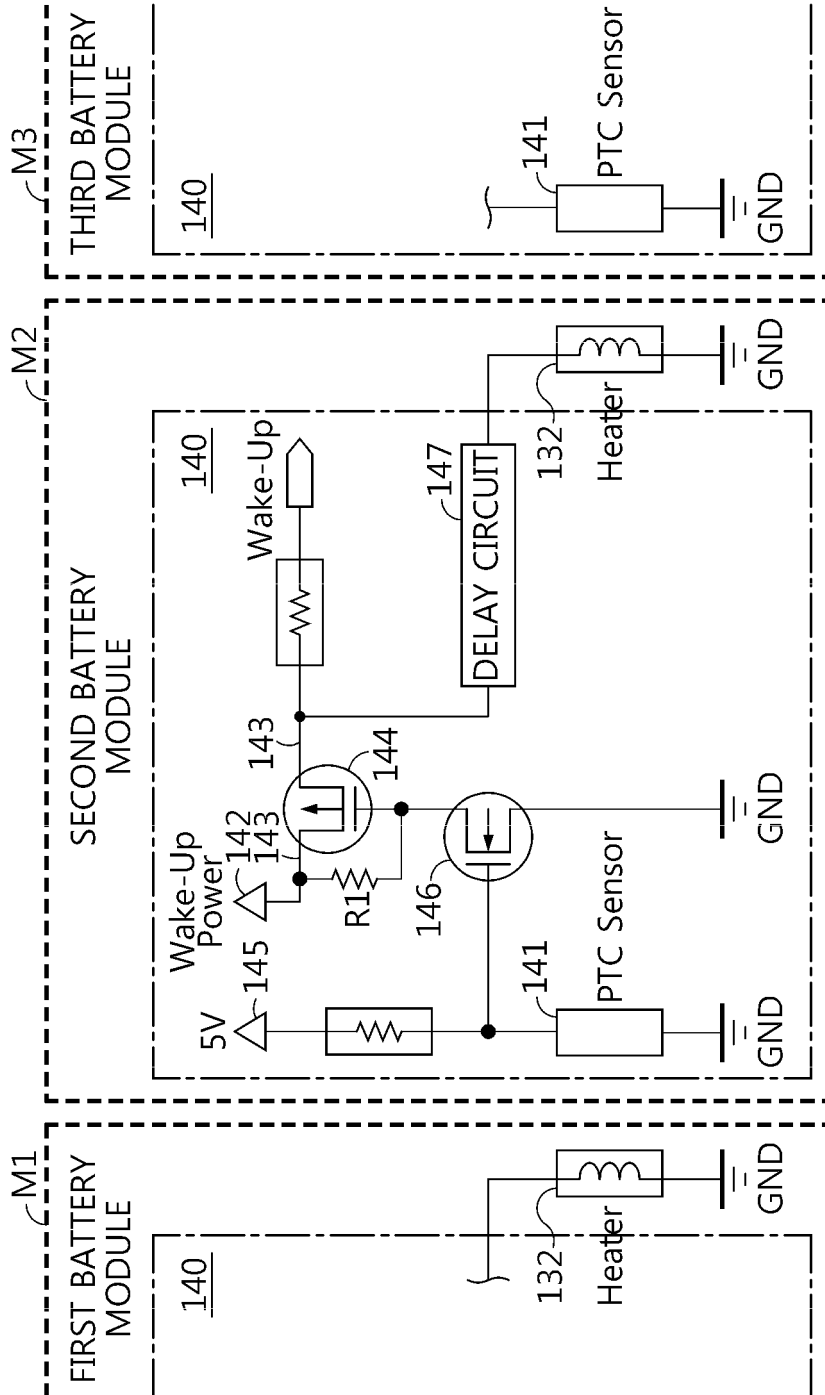 M1
FIRST BATTERY
MODULE
140
132
Heater
GND
M2
SECOND BATTERY
MODULE
140
5V
145
Wake-Up
Power
142
143
143
144
R1
146
141
PTC Sensor
GND
GND
Wake-Up
DELAY CIRCUIT
147
132
Heater
GND
M3
THIRD BATTERY
MODULE
140
141
PTC Sensor
GND